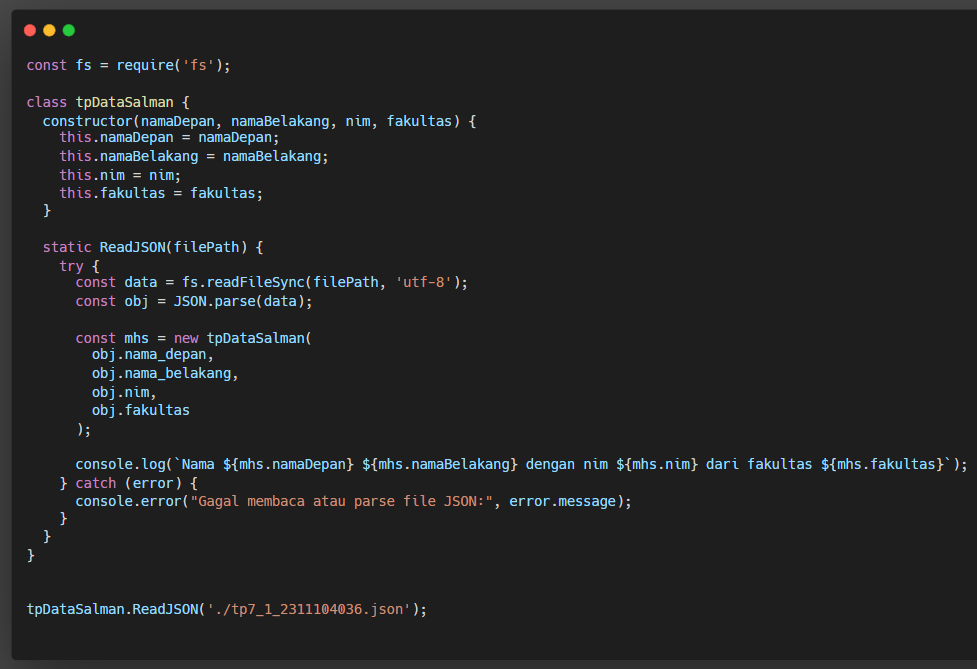 const fs = require('fs');
class tpDataSalman {
constructor(namaDepan, namaBelakang, nim, fakultas) {
this.namaDepan = namaDepan;
this.namaBelakang = namaBelakang;
this.nim = nim;
this.fakultas = fakultas;
}
static ReadJSON(filePath) {
try {
const data = fs.readFileSync(filePath, 'utf-8');
const obj = JSON.parse(data);
const mhs = new tpDataSalman(
obj.nama_depan,
obj.nama_belakang,
obj.nim,
obj.fakultas
);
console.log(`Nama ${mhs.namaDepan} ${mhs.namaBelakang} dengan nim ${mhs.nim} dari fakultas ${mhs.fakultas}`);
} catch (error) {
console.error("Gagal membaca atau parse file JSON:", error.message);
}
}
}
tpDataSalman.ReadJSON('./tp7_1_2311104036.json');